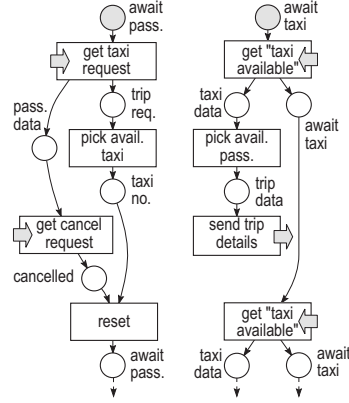 await
pass.
get taxi
request
pass.
data
trip
req.
pick avail.
taxi
taxi
no.
get cancel
request
cancelled
reset
await
pass.
await
taxi
get "taxi
available"
taxi
data
await
taxi
pick avail.
pass.
trip
data
send trip
details
get "taxi
available"
taxi
data
await
taxi